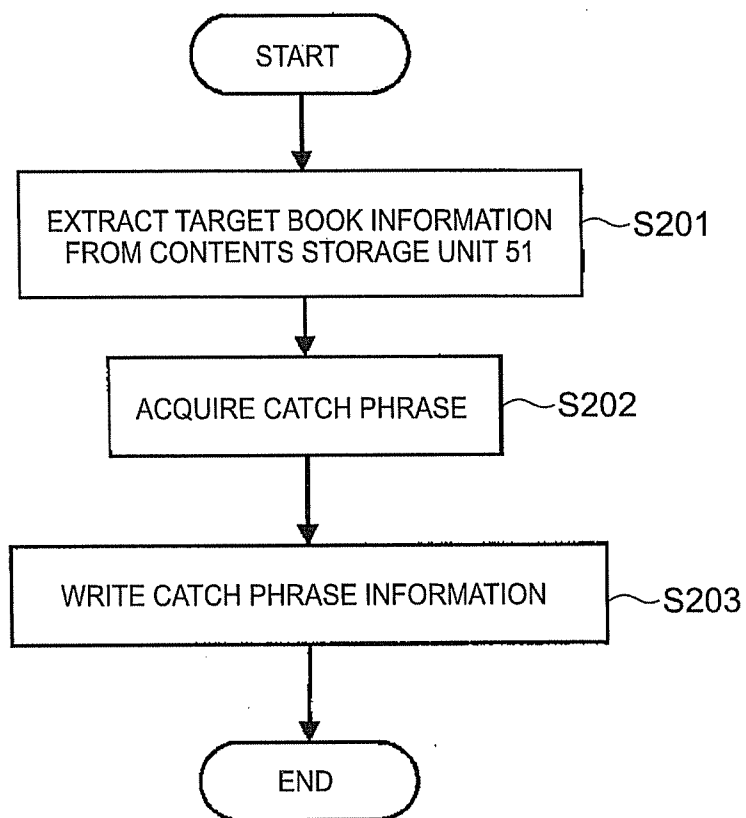 START
EXTRACT TARGET BOOK INFORMATION
FROM CONTENTS STORAGE UNIT 51
S201
ACQUIRE CATCH PHRASE
S202
WRITE CATCH PHRASE INFORMATION
S203
END